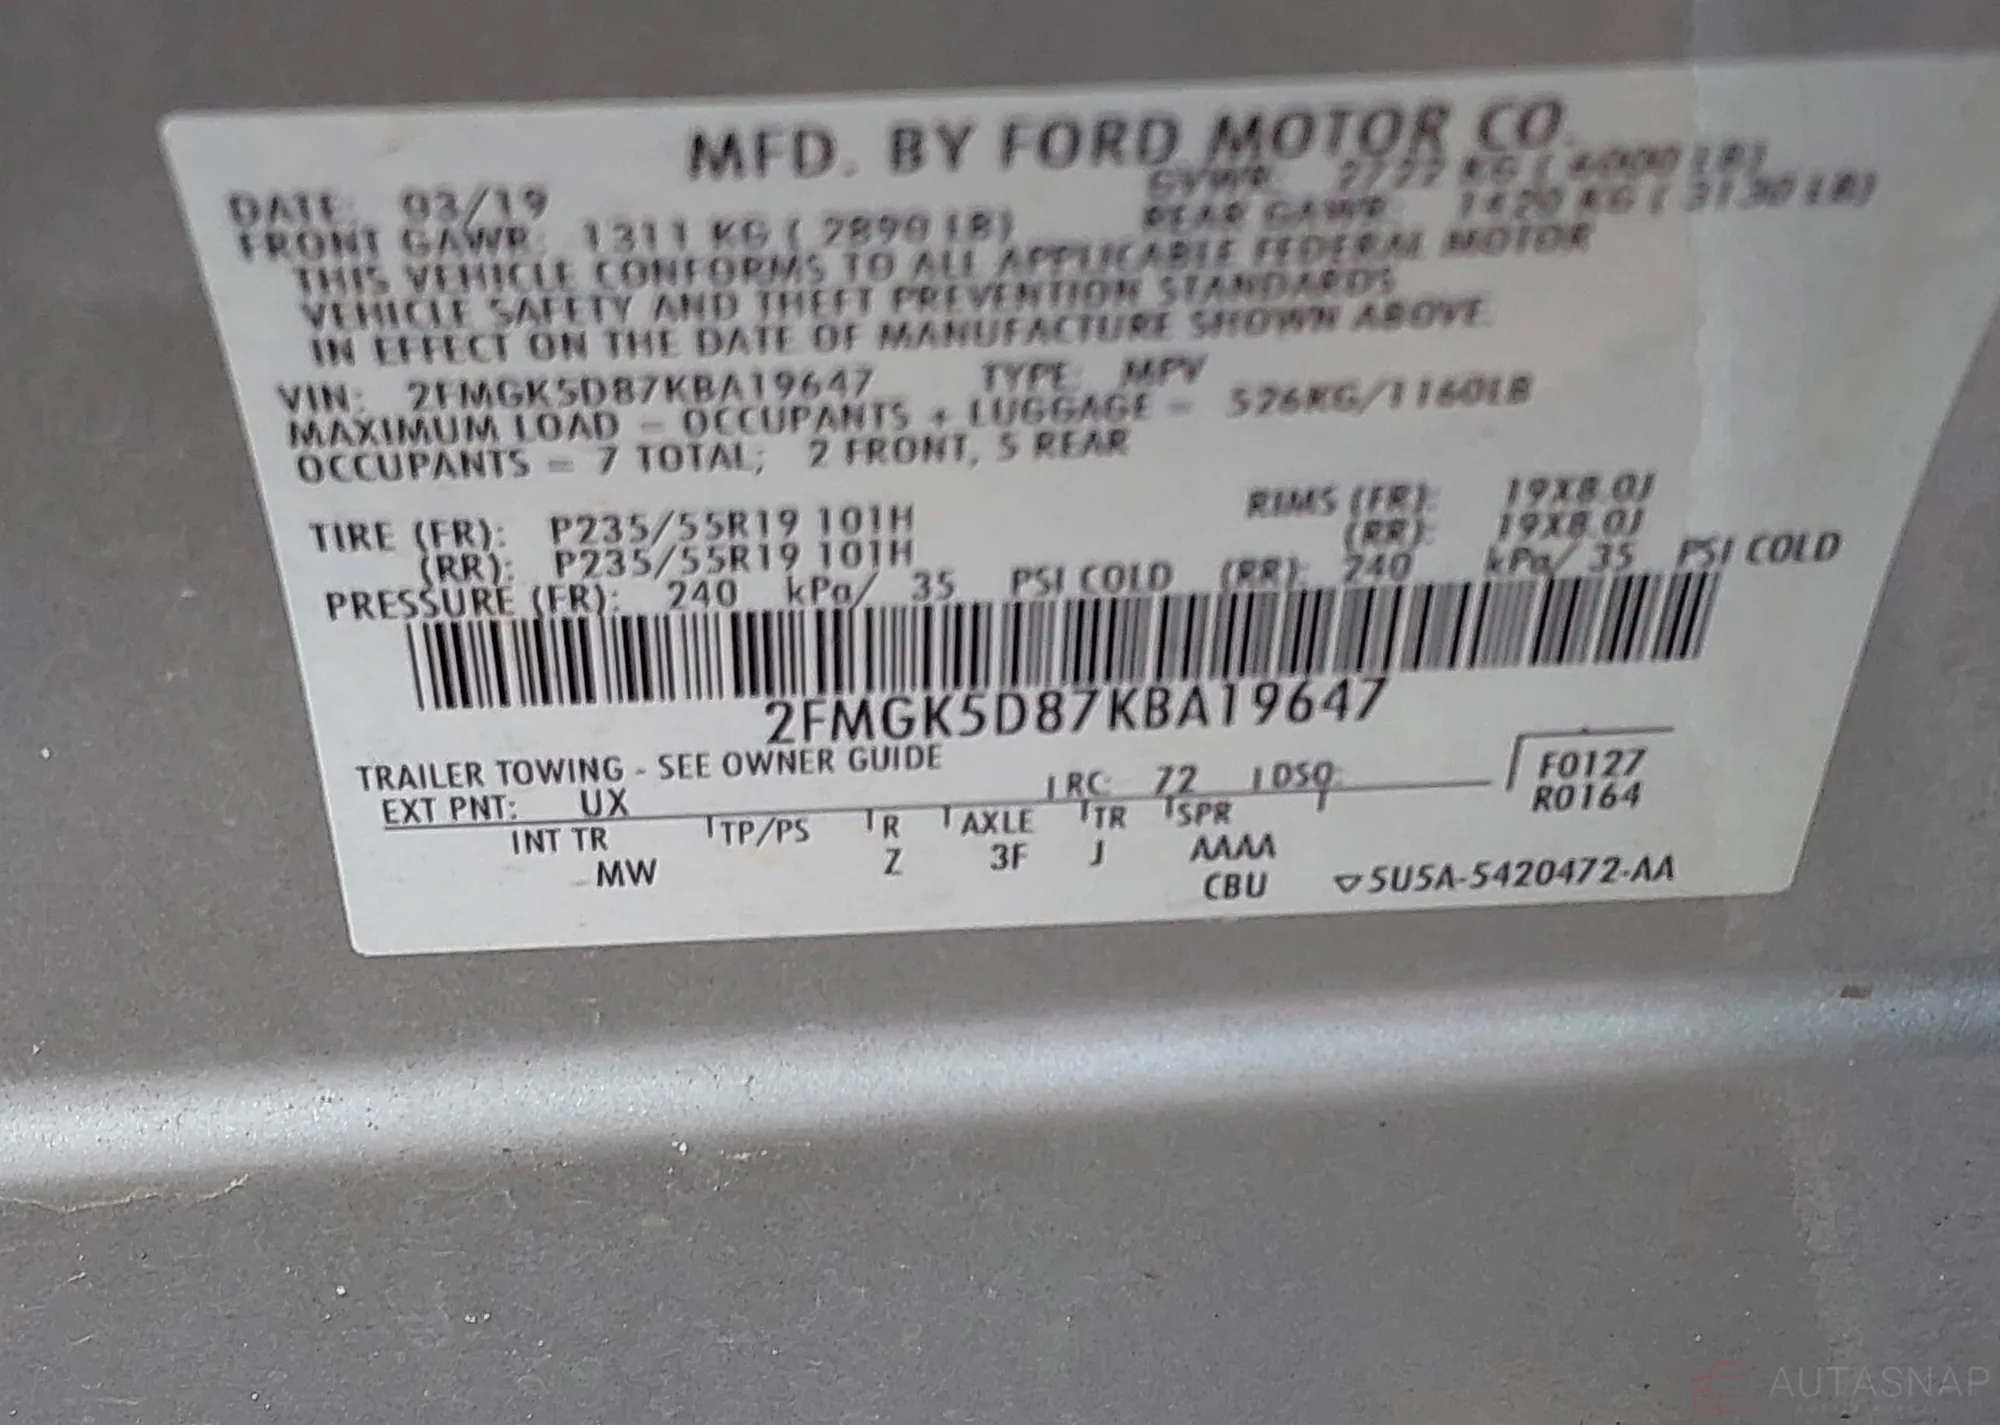 MFD. BY FORD MOTOR CO.
DATE: 03/19 GVWR: 2722 KG ( 6000 LB)
FRONT GAWR: 1311 KG ( 2890 LB) REAR GAWR: 1420 KG ( 3130 LB)
THIS VEHICLE CONFORMS TO ALL APPLICABLE FEDERAL MOTOR
VEHICLE SAFETY AND THEFT PREVENTION STANDARDS
IN EFFECT ON THE DATE OF MANUFACTURE SHOWN ABOVE.
VIN: 2FMGK5D87KBA19647 TYPE: MPV
MAXIMUM LOAD = OCCUPANTS + LUGGAGE = 526KG/1160LB
OCCUPANTS = 7 TOTAL; 2 FRONT, 5 REAR
TIRE (FR): P235/55R19 101H RIMS (FR): 19X8.0J
(RR): P235/55R19 101H (RR): 19X8.0J
PRESSURE (FR): 240 kPa/ 35 PSI COLD (RR): 240 kPa/ 35 PSI COLD
2FMGK5D87KBA19647
TRAILER TOWING - SEE OWNER GUIDE
EXT PNT: UX RC: 72 DSO: F0127
R0164
INT TR TP/PS R AXLE TR SPR
MW Z 3F J AAAA
CBU ▽5U5A-5420472-AA
AUTASNAP